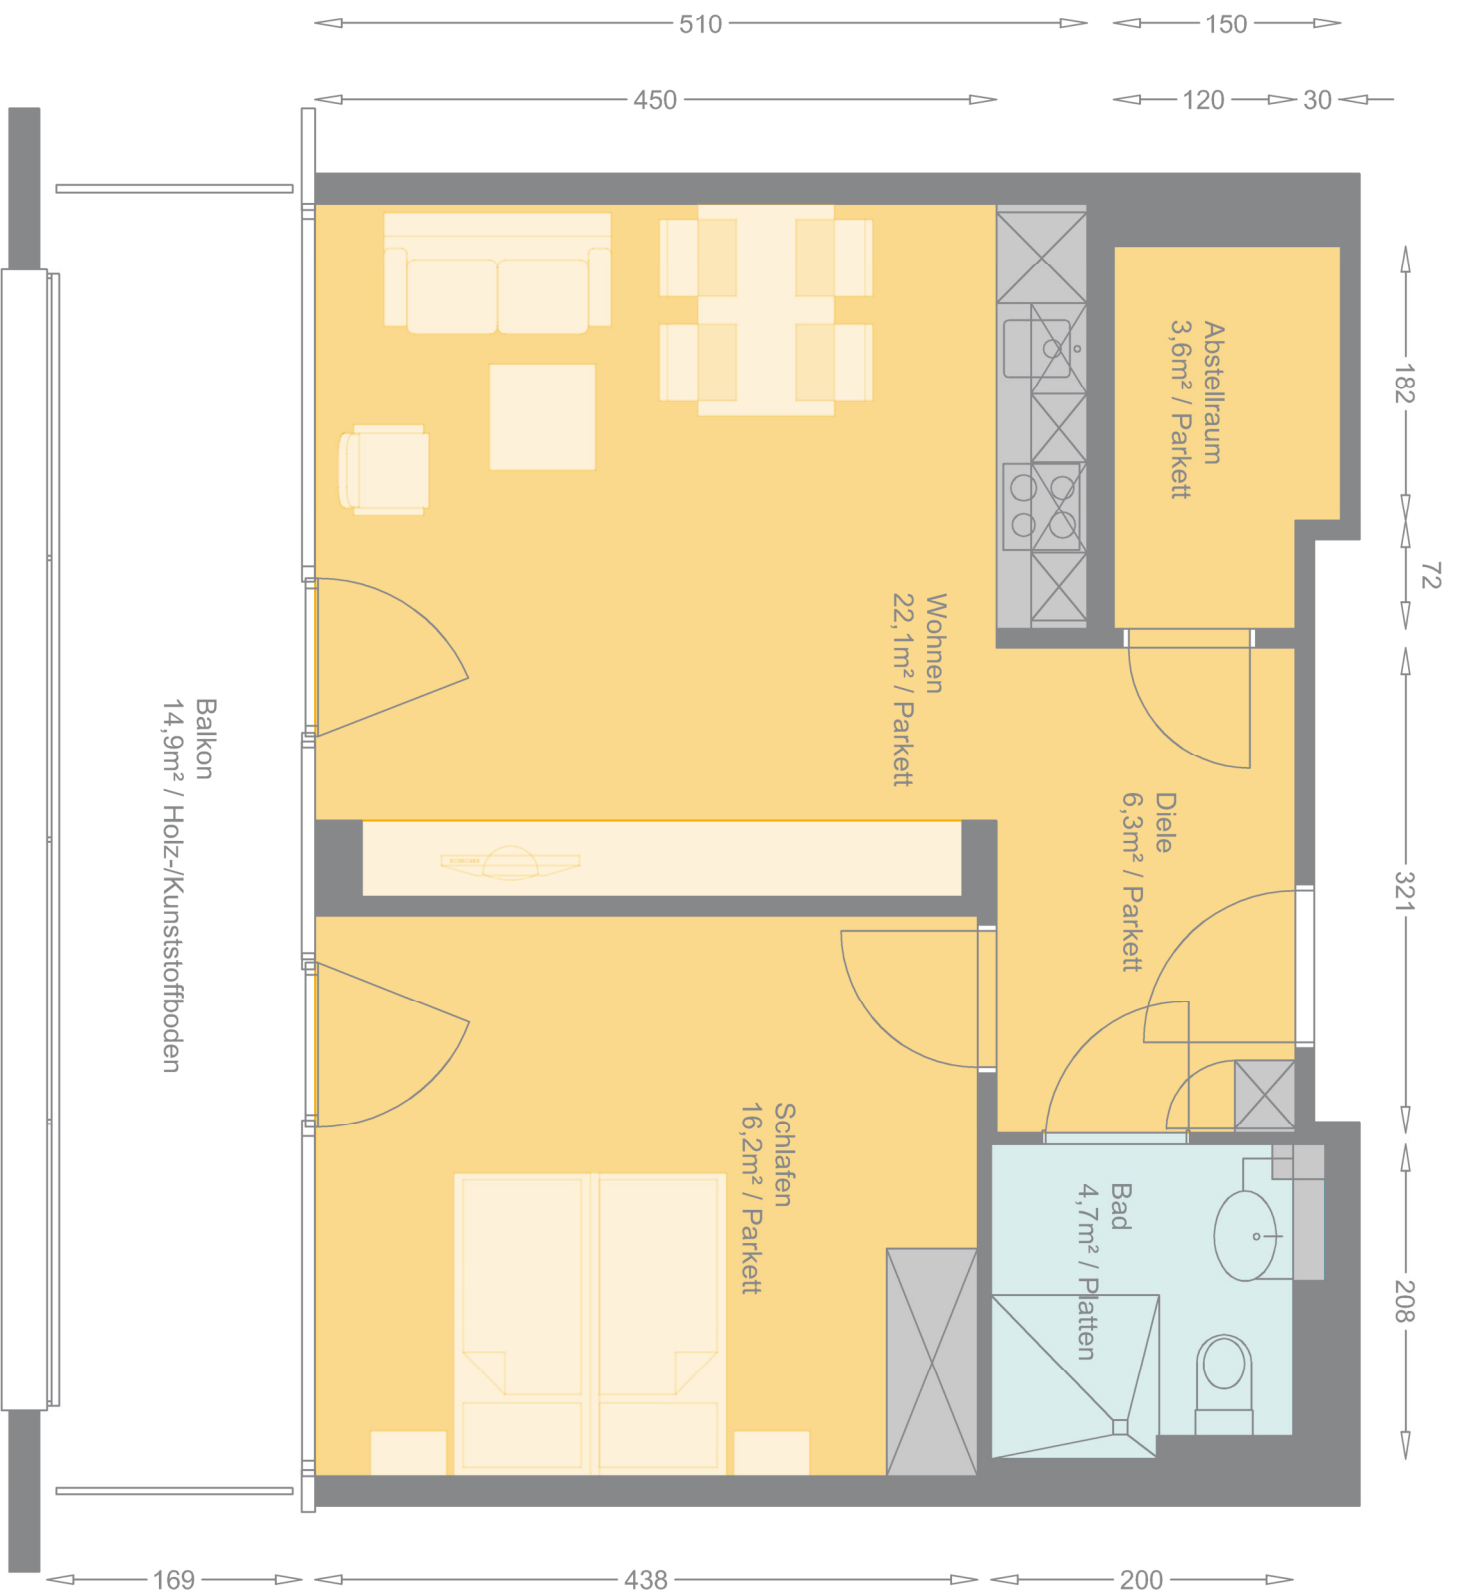 510
150
450
120
30
Abstellraum
3,6m² / Parkett
182
72
Wohnen
22,1m² / Parkett
Diele
6,3m² / Parkett
321
Balkon
14,9m² / Holz-/Kunststoffboden
Schlafen
16,2m² / Parkett
Bad
4,7m² / Platten
208
169
438
200